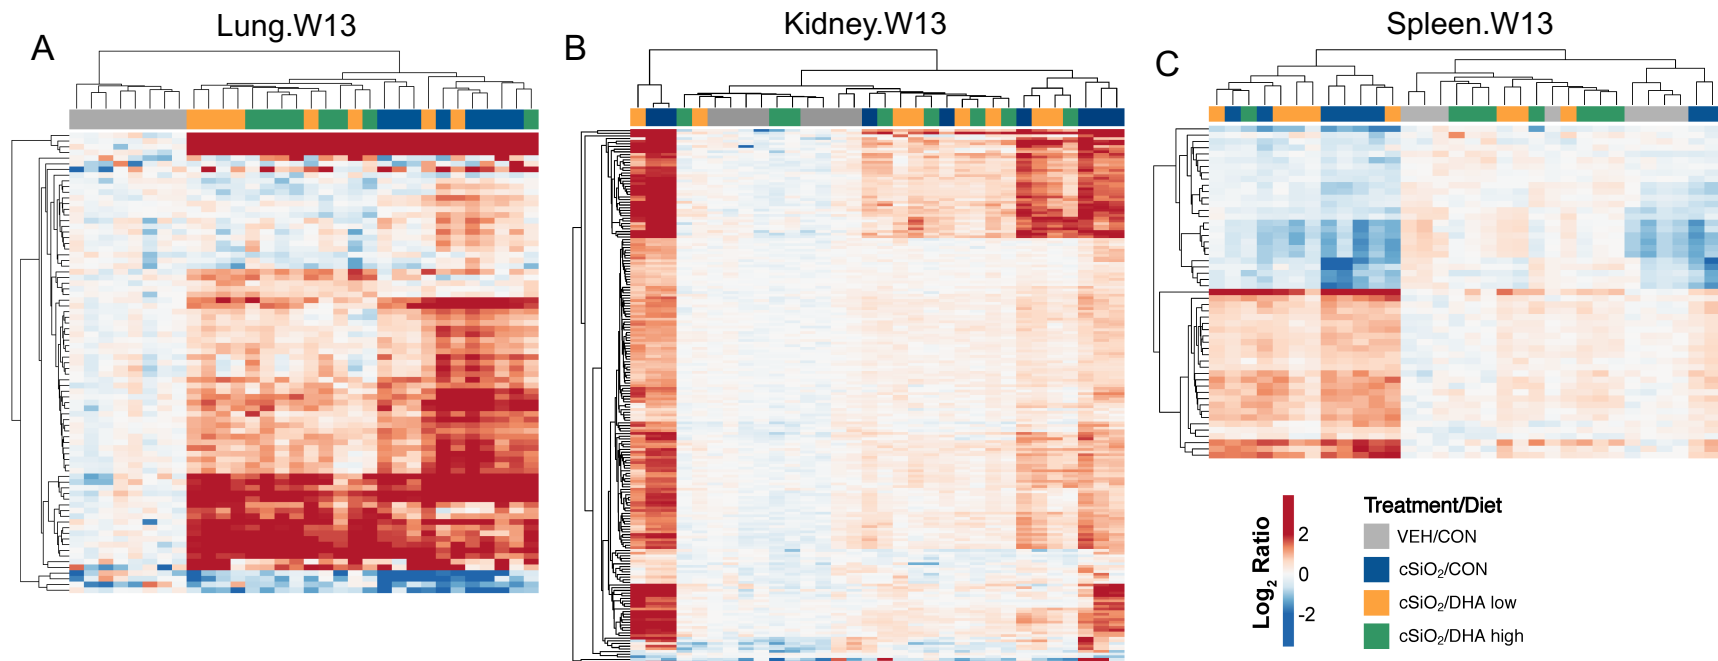 A
Lung.W13
B
Kidney.W13
C
Spleen.W13
Log₂ Ratio
2
0
-2
Treatment/Diet
VEH/CON
cSiO₂/CON
cSiO₂/DHA low
cSiO₂/DHA high